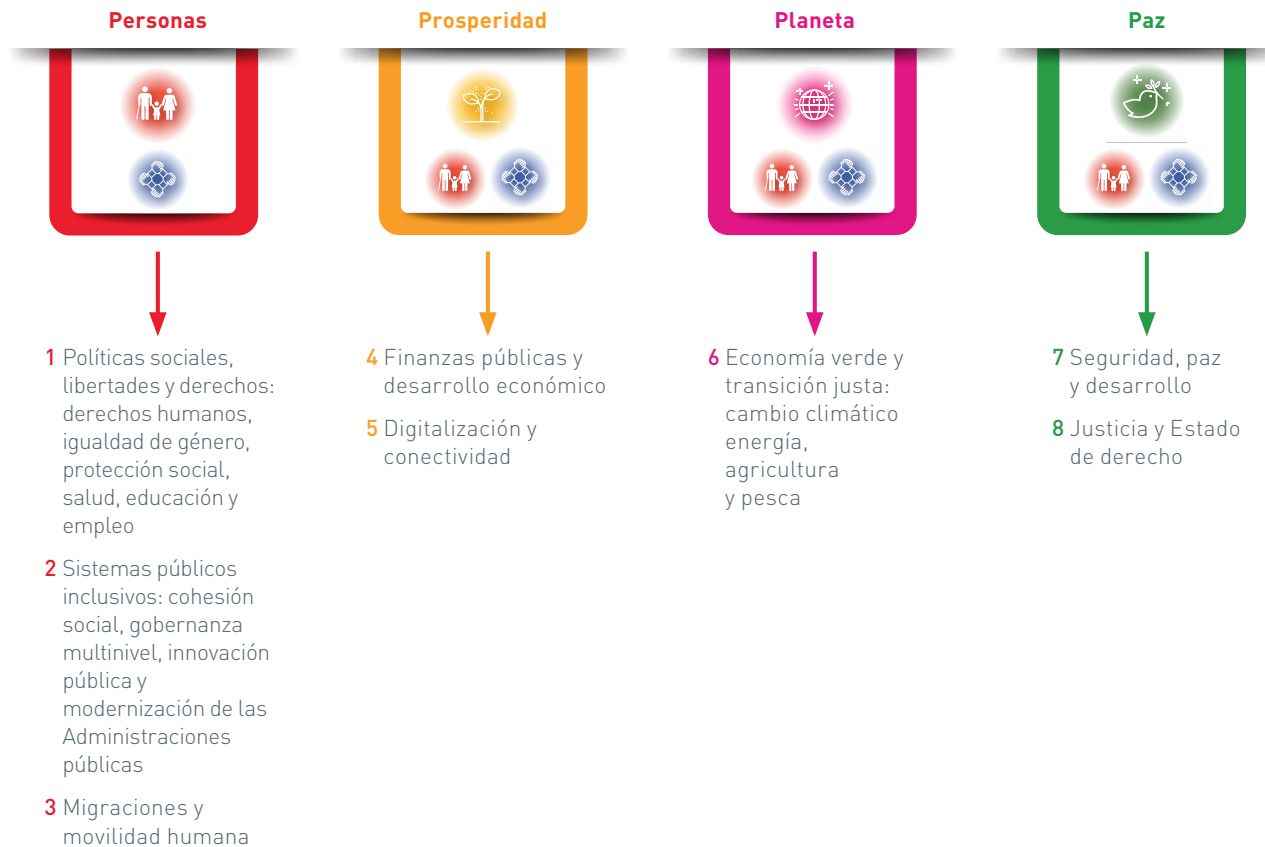 Personas
Prosperidad
Planeta
Paz
1 Políticas sociales,
libertades y derechos:
derechos humanos,
igualdad de género,
protección social,
salud, educación y
empleo
2 Sistemas públicos
inclusivos: cohesión
social, gobernanza
multinivel, innovación
pública y
modernización de las
Administraciones
públicas
3 Migraciones y
movilidad humana
4 Finanzas públicas y
desarrollo económico
5 Digitalización y
conectividad
6 Economía verde y
transición justa:
cambio climático
energía,
agricultura
y pesca
7 Seguridad, paz
y desarrollo
8 Justicia y Estado
de derecho